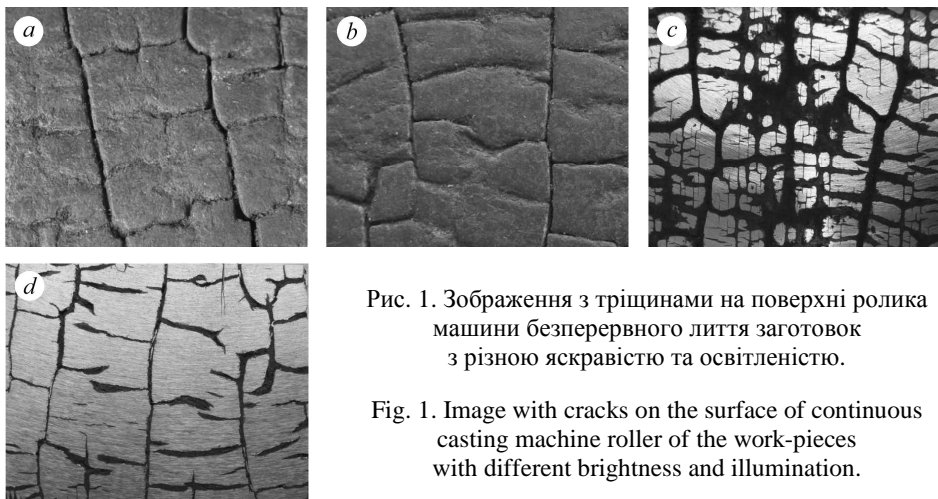 a
b
c
d
Рис. 1. Зображення з тріщинами на поверхні ролика
машини безперервного лиття заготовок
з різною яскравістю та освітленістю.
Fig. 1. Image with cracks on the surface of continuous
casting machine roller of the work-pieces
with different brightness and illumination.